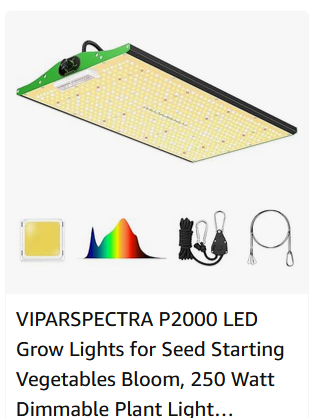 VIPARSPECTRA P2000 LED
Grow Lights for Seed Starting
Vegetables Bloom, 250 Watt
Dimmable Plant Light...